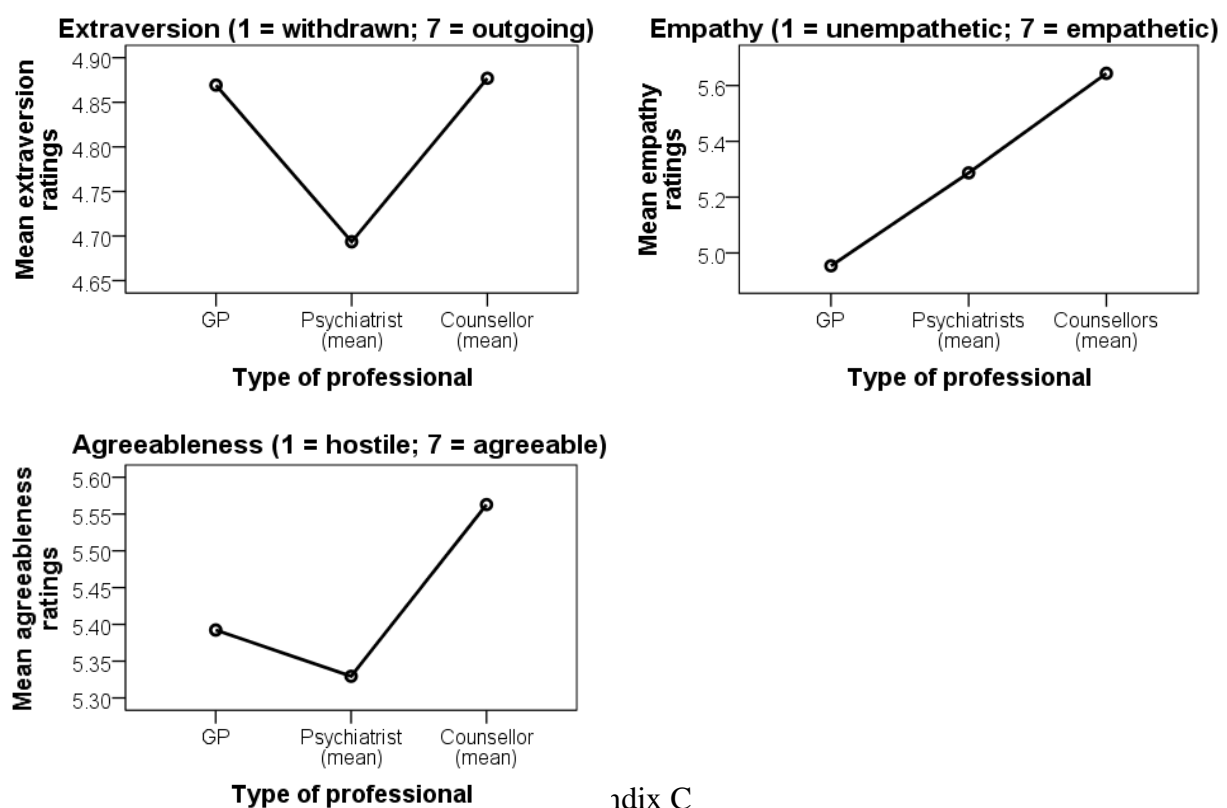 Extraversion (1 = withdrawn; 7 = outgoing)
Mean extraversion
ratings
4.90
4.85
4.80
4.75
4.70
4.65
GP
Psychiatrist
(mean)
Counsellor
(mean)
Type of professional
Empathy (1 = unempathetic; 7 = empathetic)
Mean empathy
ratings
5.6
5.4
5.2
5.0
GP
Psychiatrists
(mean)
Counsellors
(mean)
Type of professional
Agreeableness (1 = hostile; 7 = agreeable)
Mean agreeableness
ratings
5.60
5.55
5.50
5.45
5.40
5.35
5.30
GP
Psychiatrist
(mean)
Counsellor
(mean)
Type of professional
C